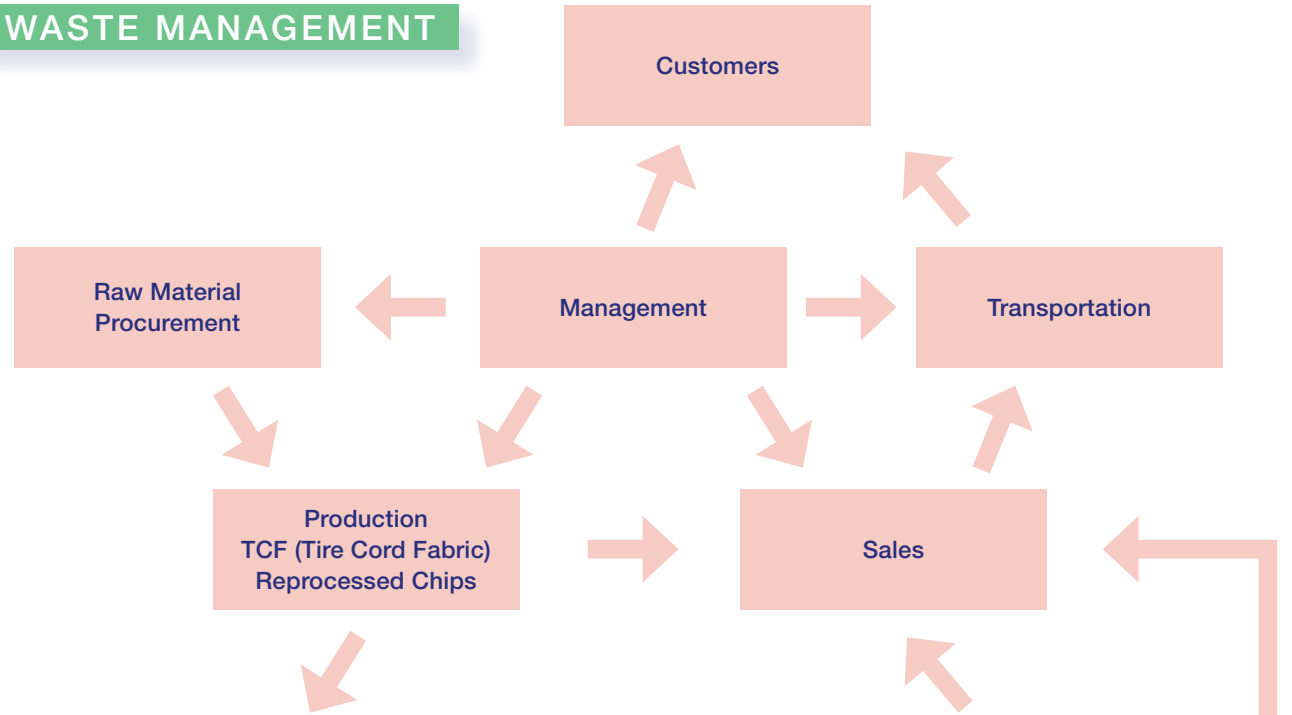 WASTE MANAGEMENT
Customers
Raw Material
Procurement
Management
Transportation
Production
TCF (Tire Cord Fabric)
Reprocessed Chips
Sales